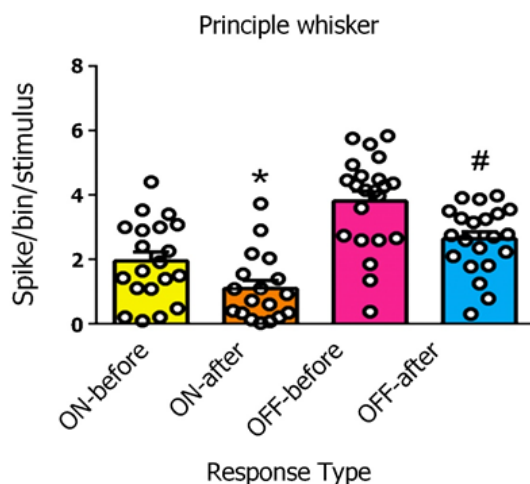 Principle whisker
Spike/bin/stimulus
8
6
4
2
0
*
#
ON-before
ON-after
OFF-before
OFF-after
Response Type